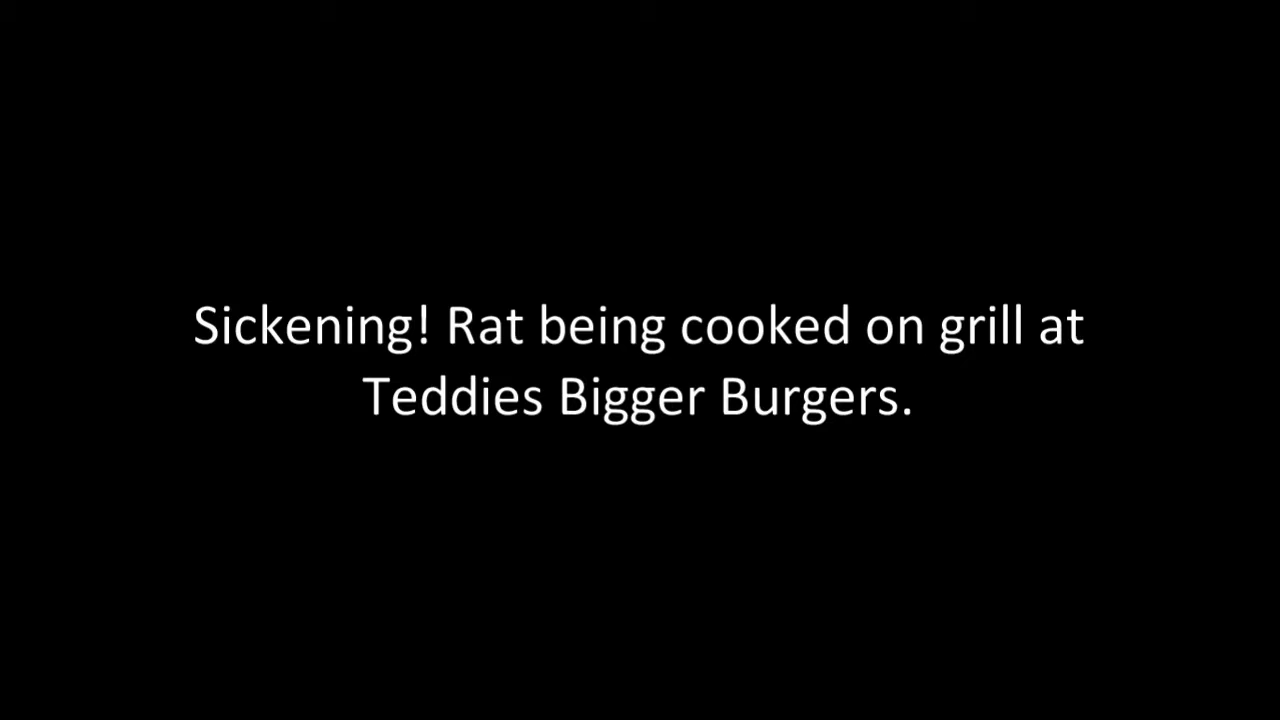 Sickening! Rat being cooked on grill at
Teddies Bigger Burgers.